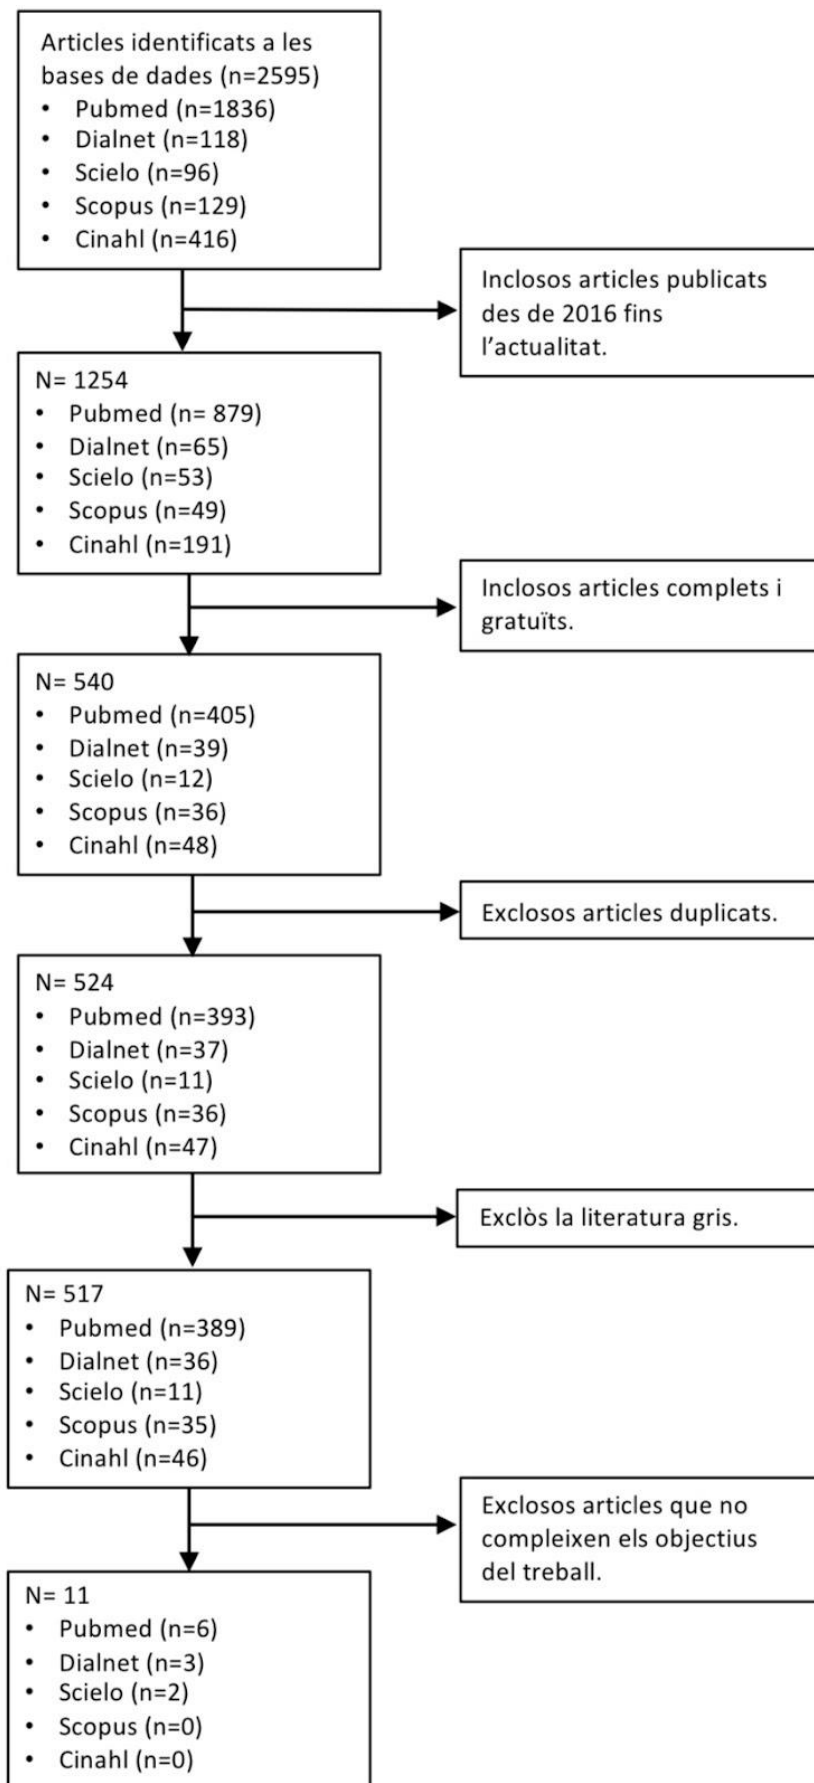 Articles identificats a les
bases de dades (n=2595)
• Pubmed (n=1836)
• Dialnet (n=118)
• Scielo (n=96)
• Scopus (n=129)
• Cinahl (n=416)
Inclosos articles publicats
des de 2016 fins
l’actualitat.
N= 1254
• Pubmed (n= 879)
• Dialnet (n=65)
• Scielo (n=53)
• Scopus (n=49)
• Cinahl (n=191)
Inclosos articles complets i
gratuïts.
N= 540
• Pubmed (n=405)
• Dialnet (n=39)
• Scielo (n=12)
• Scopus (n=36)
• Cinahl (n=48)
Exclosos articles duplicats.
N= 524
• Pubmed (n=393)
• Dialnet (n=37)
• Scielo (n=11)
• Scopus (n=36)
• Cinahl (n=47)
Exclòs la literatura gris.
N= 517
• Pubmed (n=389)
• Dialnet (n=36)
• Scielo (n=11)
• Scopus (n=35)
• Cinahl (n=46)
Exclosos articles que no
compleixen els objectius
del treball.
N= 11
• Pubmed (n=6)
• Dialnet (n=3)
• Scielo (n=2)
• Scopus (n=0)
• Cinahl (n=0)